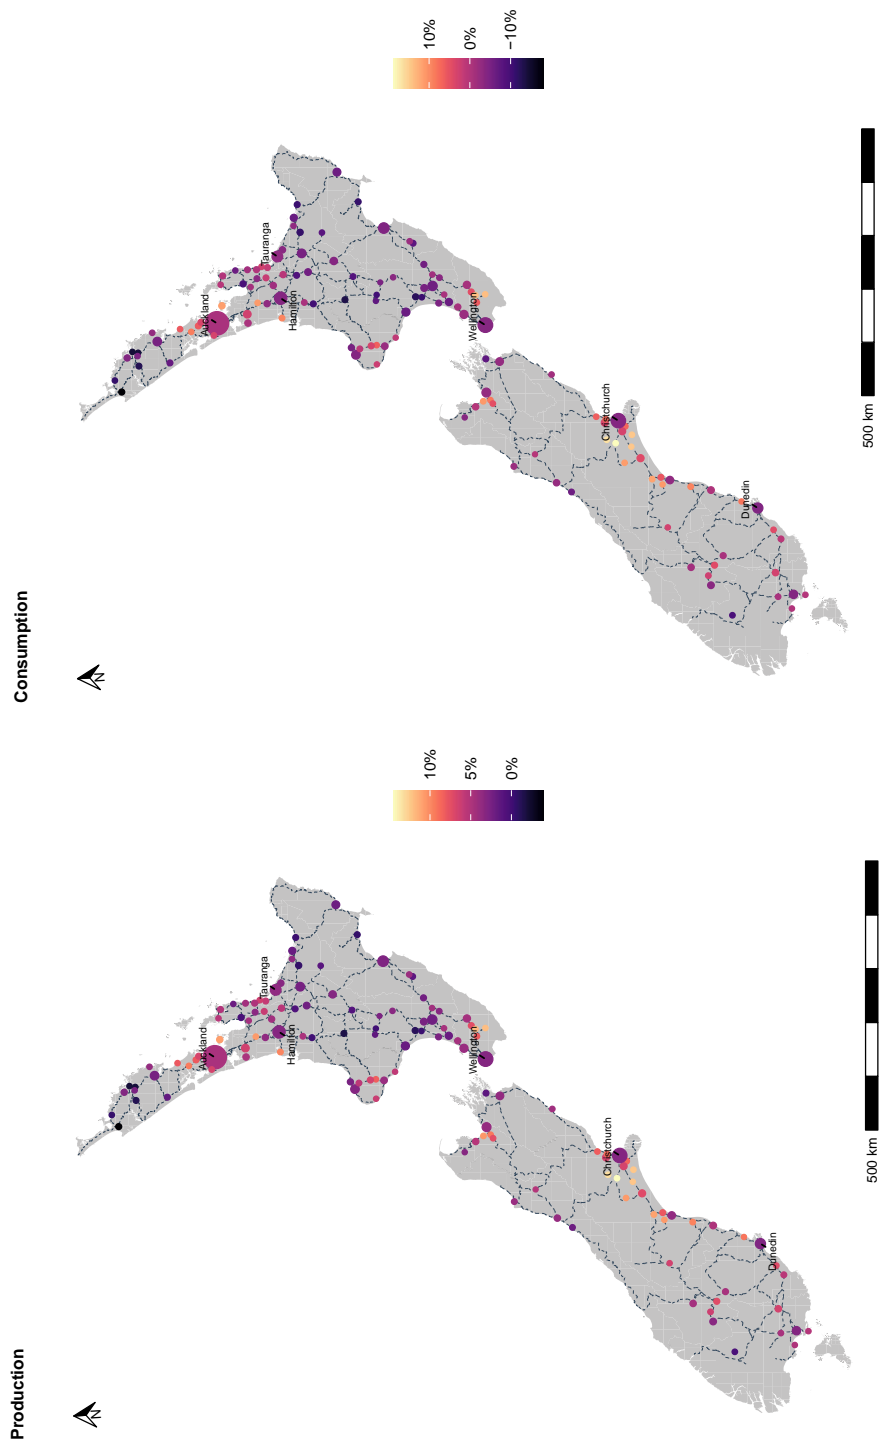 Consumption
N
10%
0%
−10%
Auckland
Tauranga
Hamilton
Wellington
Christchurch
Dunedin
500 km
Production
N
10%
5%
0%
Auckland
Tauranga
Hamilton
Wellington
Christchurch
Dunedin
500 km